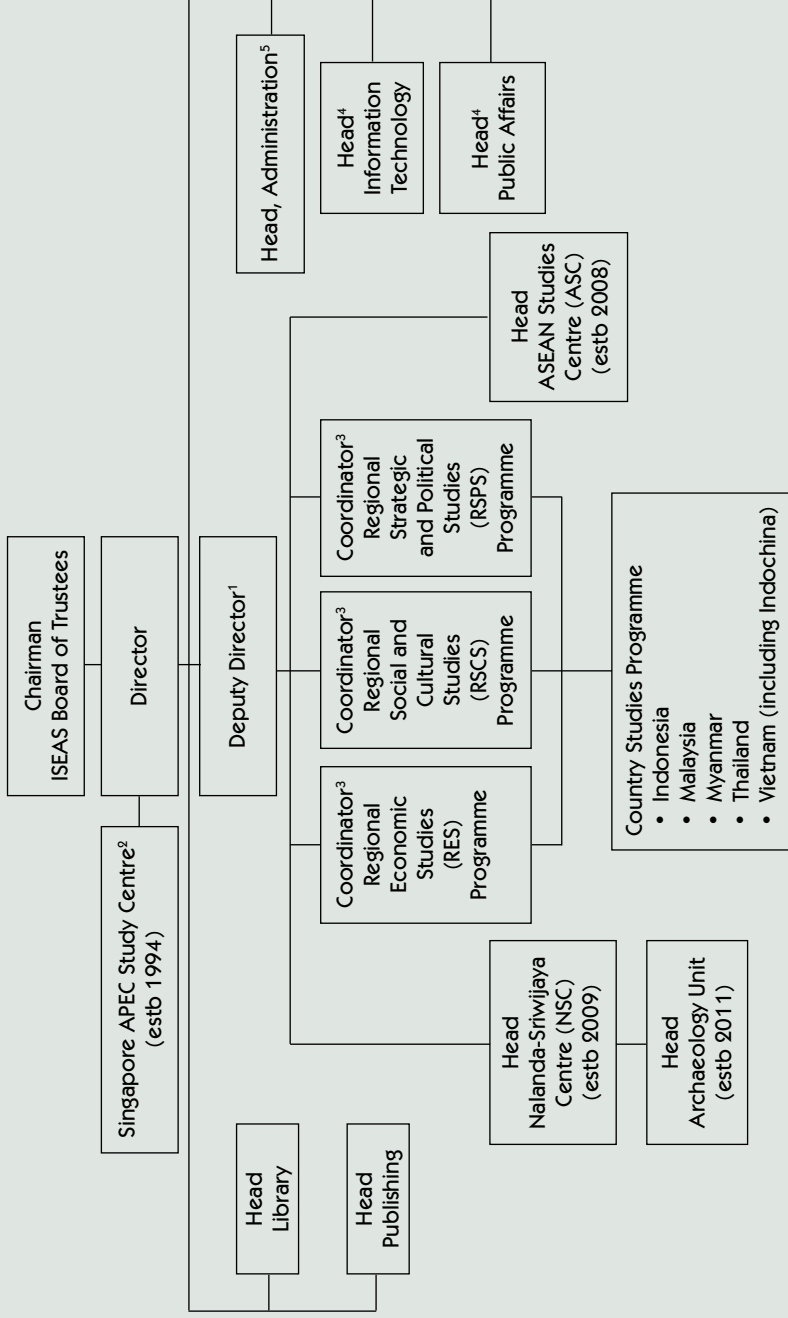 Chairman
ISEAS Board of Trustees
Director
Singapore APEC Study Centre²
(estb 1994)
Deputy Director¹
Head
Library
Head
Publishing
Head, Administration⁵
Head⁴
Information
Technology
Head⁴
Public Affairs
Coordinator³
Regional
Economic
Studies
(RES)
Programme
Coordinator³
Regional
Social and
Cultural
Studies
(RSCS)
Programme
Coordinator³
Regional
Strategic
and Political
Studies
(RSPS)
Programme
Head
Nalanda-Sriwijaya
Centre (NSC)
(estb 2009)
Head
Archaeology Unit
(estb 2011)
Head
ASEAN Studies
Centre (ASC)
(estb 2008)
Country Studies Programme
• Indonesia
• Malaysia
• Myanmar
• Thailand
• Vietnam (including Indochina)